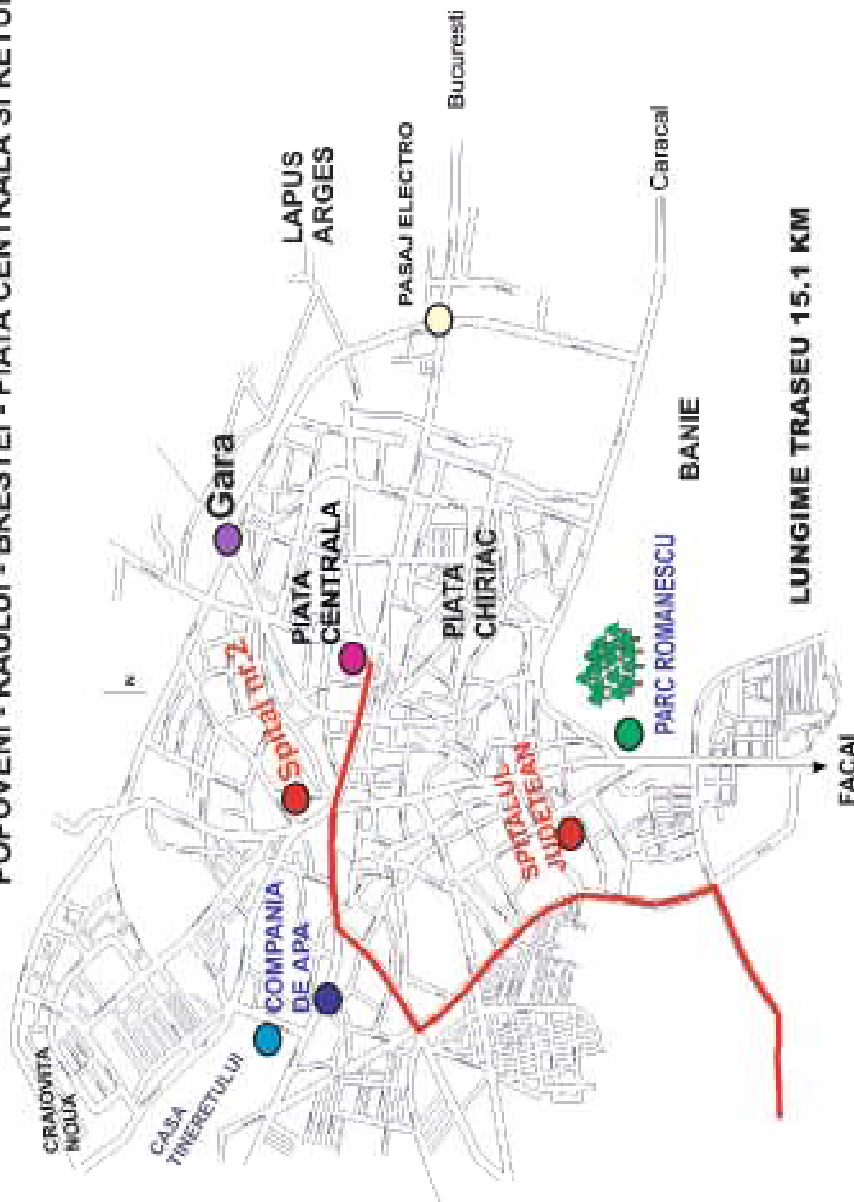 POPOVENI - RAULUI - BRESTEI - PIATA CENTRALA SI RETUR
CRAIOVITA
NOUA
N
Gara
Spital nr.2
LAPUS
ARGES
CASA
TINERETULUI
COMPANIA
DE APA
PIATA
CENTRALA
PASAJ ELECTRO
Bucuresti
PIATA
CHIRIAC
SPITALUL
JUDETEAN
Caracal
PARC ROMANESCU
BANIE
LUNGIME TRASEU 15.1 KM
FACAI